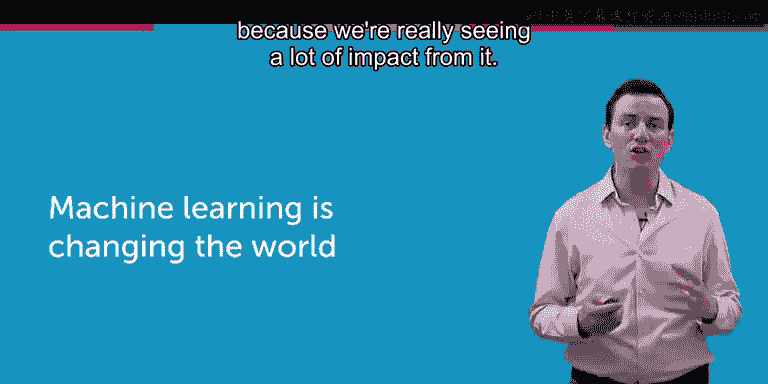 because we're really seeing
a lot of impact from it.
Machine learning is
changing the world